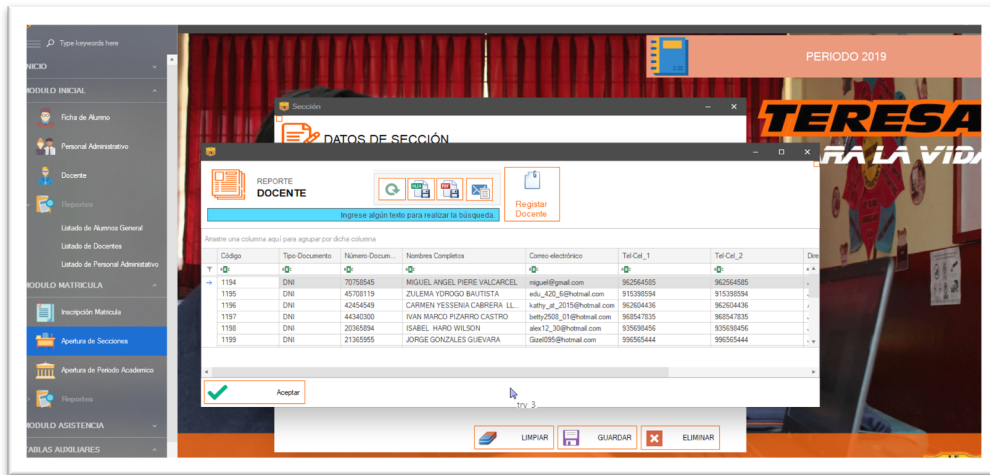 Type keywords here
NICIO
MODULO INICIAL
Ficha de Alumno
Personal Administrativo
Docente
Reportes
Listado de Alumnos General
Listado de Docentes
Listado de Personal Administativo
MODULO MATRICULA
Inscripción Matricula
Apertura de Secciones
Apertura de Periodo Academico
Reportes
MODULO ASISTENCIA
TABLAS AUXILIARES
PERIODO 2019
TERESA
RA LA VIDA
Sección
DATOS DE SECCIÓN
REPORTE
DOCENTE
XLSX
PDF
Registar
Docente
Ingrese algún texto para realizar la búsqueda.
Arrastre una columna aquí para agrupar por dicha columna
Código Tipo-Documento Número-Docum... Nombres Completos Correo electrónico Tel-Cel_1 Tel-Cel_2 Dire
1194 DNI 70758545 MIGUEL ANGEL PIERE VALCARCEL miguel@gmail.com 962564585 962564585
1195 DNI 45708119 ZULEMA YDROGO BAUTISTA edu_420_6@hotmail.com 915398594 915398594
1196 DNI 42454549 CARMEN YESSENIA CABRERA LL... kathy_at_2015@hotmail.com 962604436 962604436
1197 DNI 44340300 IVAN MARCO PIZARRO CASTRO betty2508_01@hotmail.com 968547835 968547835
1198 DNI 20365894 ISABEL HARO WILSON alex12_30@hotmail.com 935698456 935698456
1199 DNI 21365955 JORGE GONZALES GUEVARA Gizel095@hotmail.com 996565444 996565444
Aceptar
try_3
LIMPIAR GUARDAR ELIMINAR